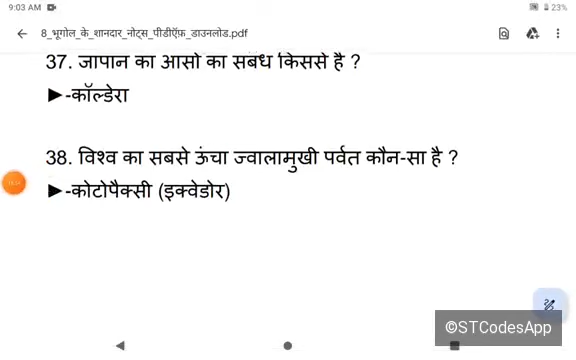 9:03 AM
23%
8_भूगोल_के_शानदार_नोट्स_पीडीऍफ़_डाउनलोड.pdf
37. जापान का आसो का संबंध किससे है ?
►-कॉल्डेरा
38. विश्व का सबसे ऊंचा ज्वालामुखी पर्वत कौन-सा है ?
►-कोटोपैक्सी (इक्वेडोर)
©STCodesApp